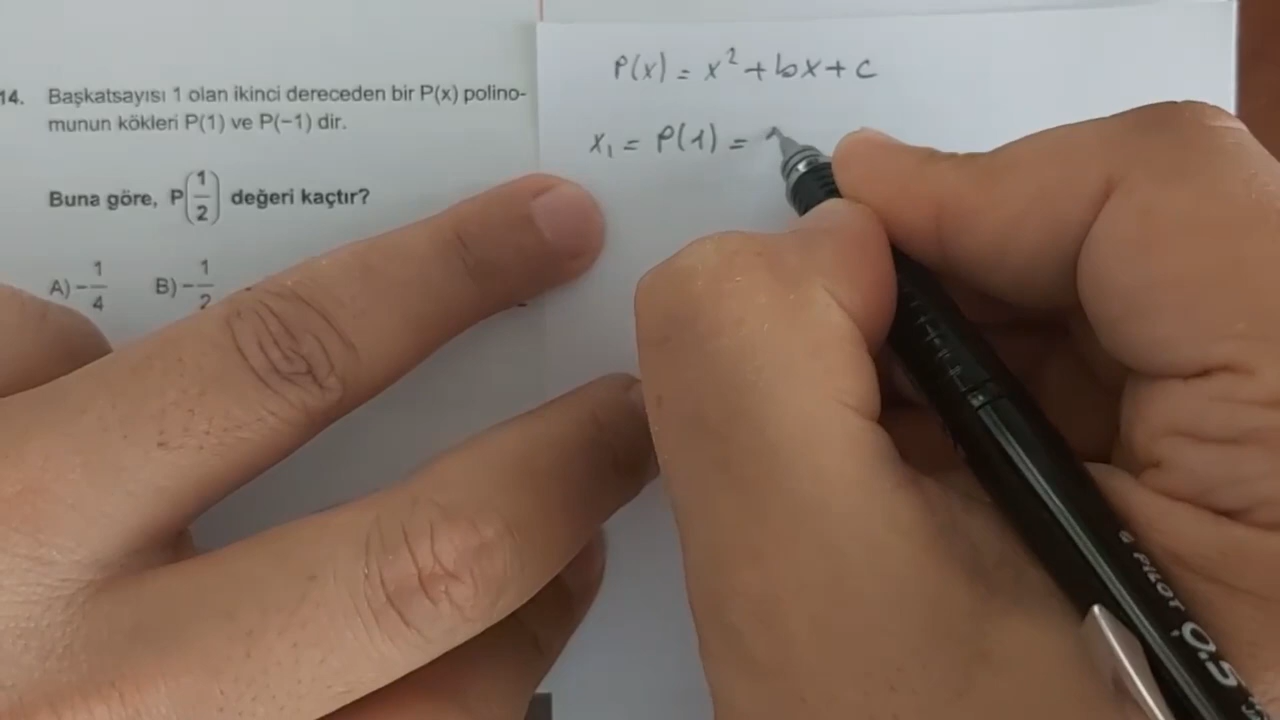 14. Başkatsayısı 1 olan ikinci dereceden bir P(x) polino-
munun kökleri P(1) ve P(−1) dir.
Buna göre, P(1/2) değeri kaçtır?
A) −1/4 B) −1/2
P(x) = x² + bx + c
x₁ = P(1) =
PILOT 0.5